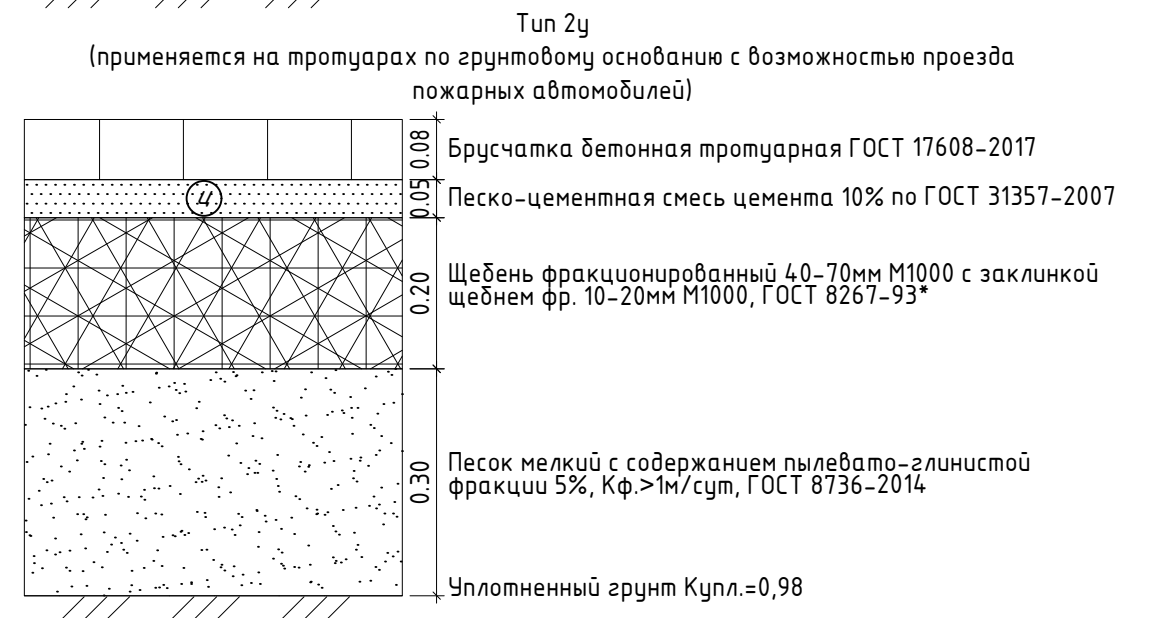 Тип 2у
(применяется на тротуарах по грунтовому основанию с возможностью проезда
пожарных автомобилей)
0.08
Брусчатка бетонная тротуарная ГОСТ 17608-2017
Ц
0.05
Песко-цементная смесь цемента 10% по ГОСТ 31357-2007
0.20
Щебень фракционированный 40-70мм М1000 с заклинкой
щебнем фр. 10-20мм М1000, ГОСТ 8267-93*
0.30
Песок мелкий с содержанием пылевато-глинистой
фракции 5%, Кф.>1м/сут, ГОСТ 8736-2014
Уплотненный грунт Купл.=0,98